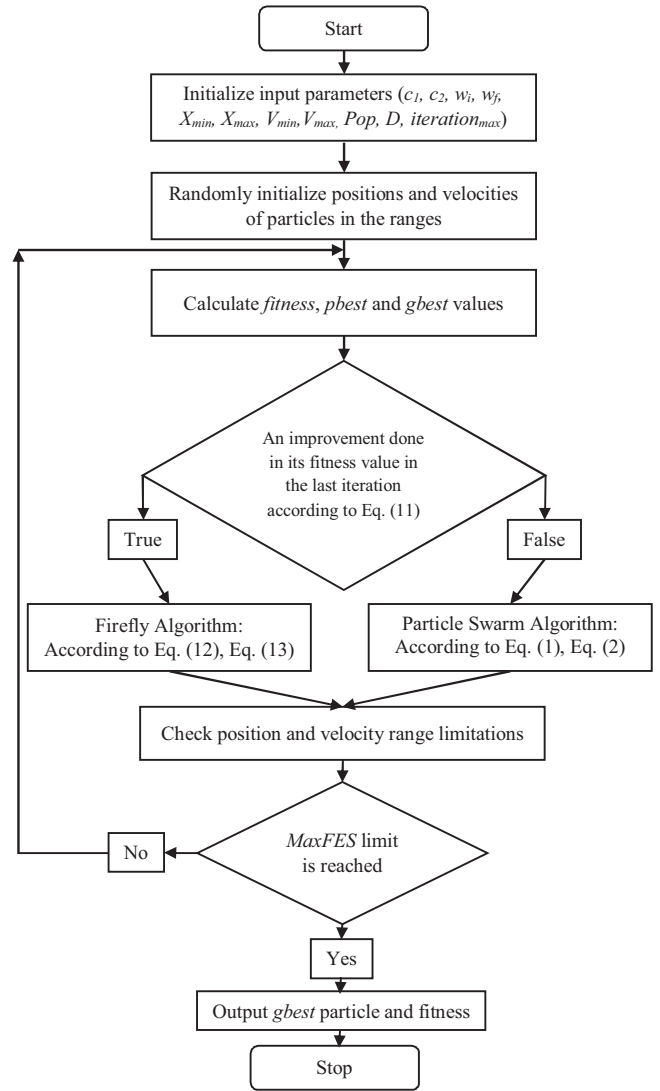 Start
Initialize input parameters (c1, c2, wi, wf,
Xmin, Xmax, Vmin,Vmax, Pop, D, iterationmax)
Randomly initialize positions and velocities
of particles in the ranges
Calculate fitness, pbest and gbest values
An improvement done
in its fitness value in
the last iteration
according to Eq. (11)
True
False
Firefly Algorithm:
According to Eq. (12), Eq. (13)
Particle Swarm Algorithm:
According to Eq. (1), Eq. (2)
Check position and velocity range limitations
MaxFES limit
is reached
No
Yes
Output gbest particle and fitness
Stop